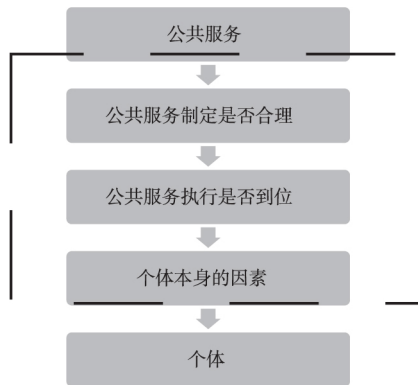 公共服务
公共服务制定是否合理
公共服务执行是否到位
个体本身的因素
个体